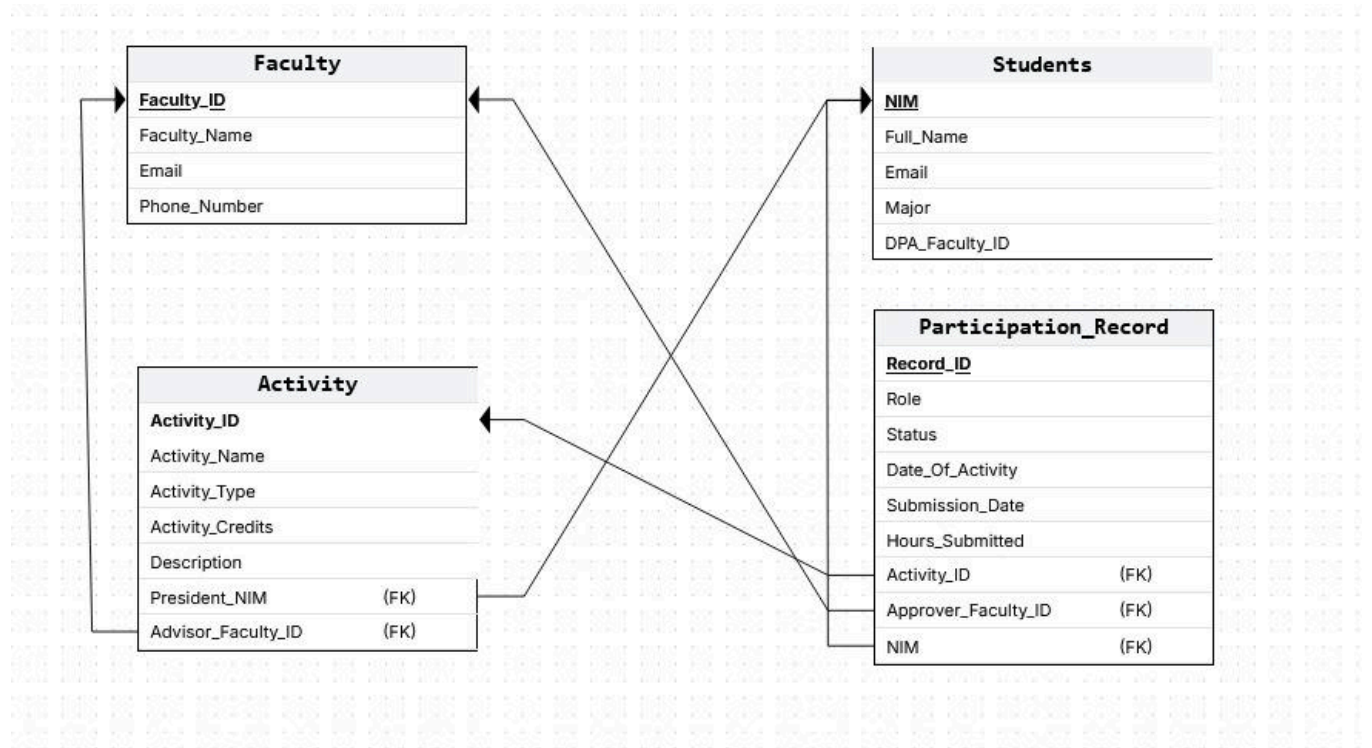 Faculty
Faculty_ID
Faculty_Name
Email
Phone_Number
Students
NIM
Full_Name
Email
Major
DPA_Faculty_ID
Activity
Activity_ID
Activity_Name
Activity_Type
Activity_Credits
Description
President_NIM (FK)
Advisor_Faculty_ID (FK)
Participation_Record
Record_ID
Role
Status
Date_Of_Activity
Submission_Date
Hours_Submitted
Activity_ID (FK)
Approver_Faculty_ID (FK)
NIM (FK)